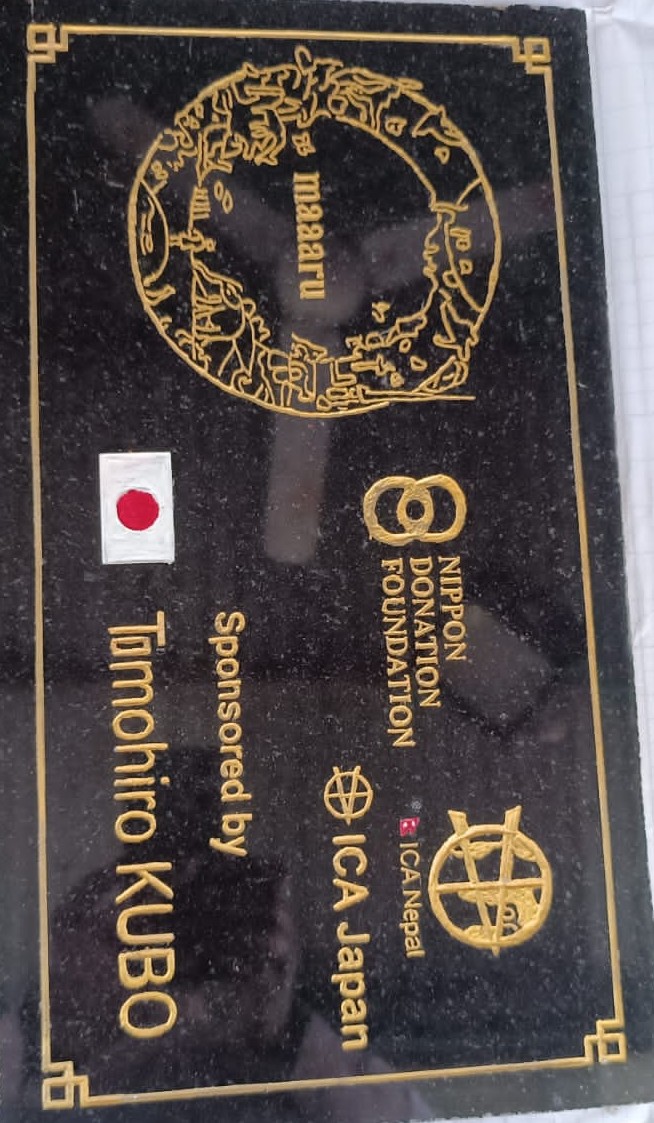 maaaru
NIPPON
DONATION
FOUNDATION
ICA Nepal
ICA Japan
Sponsored by
Tomohiro KUBO